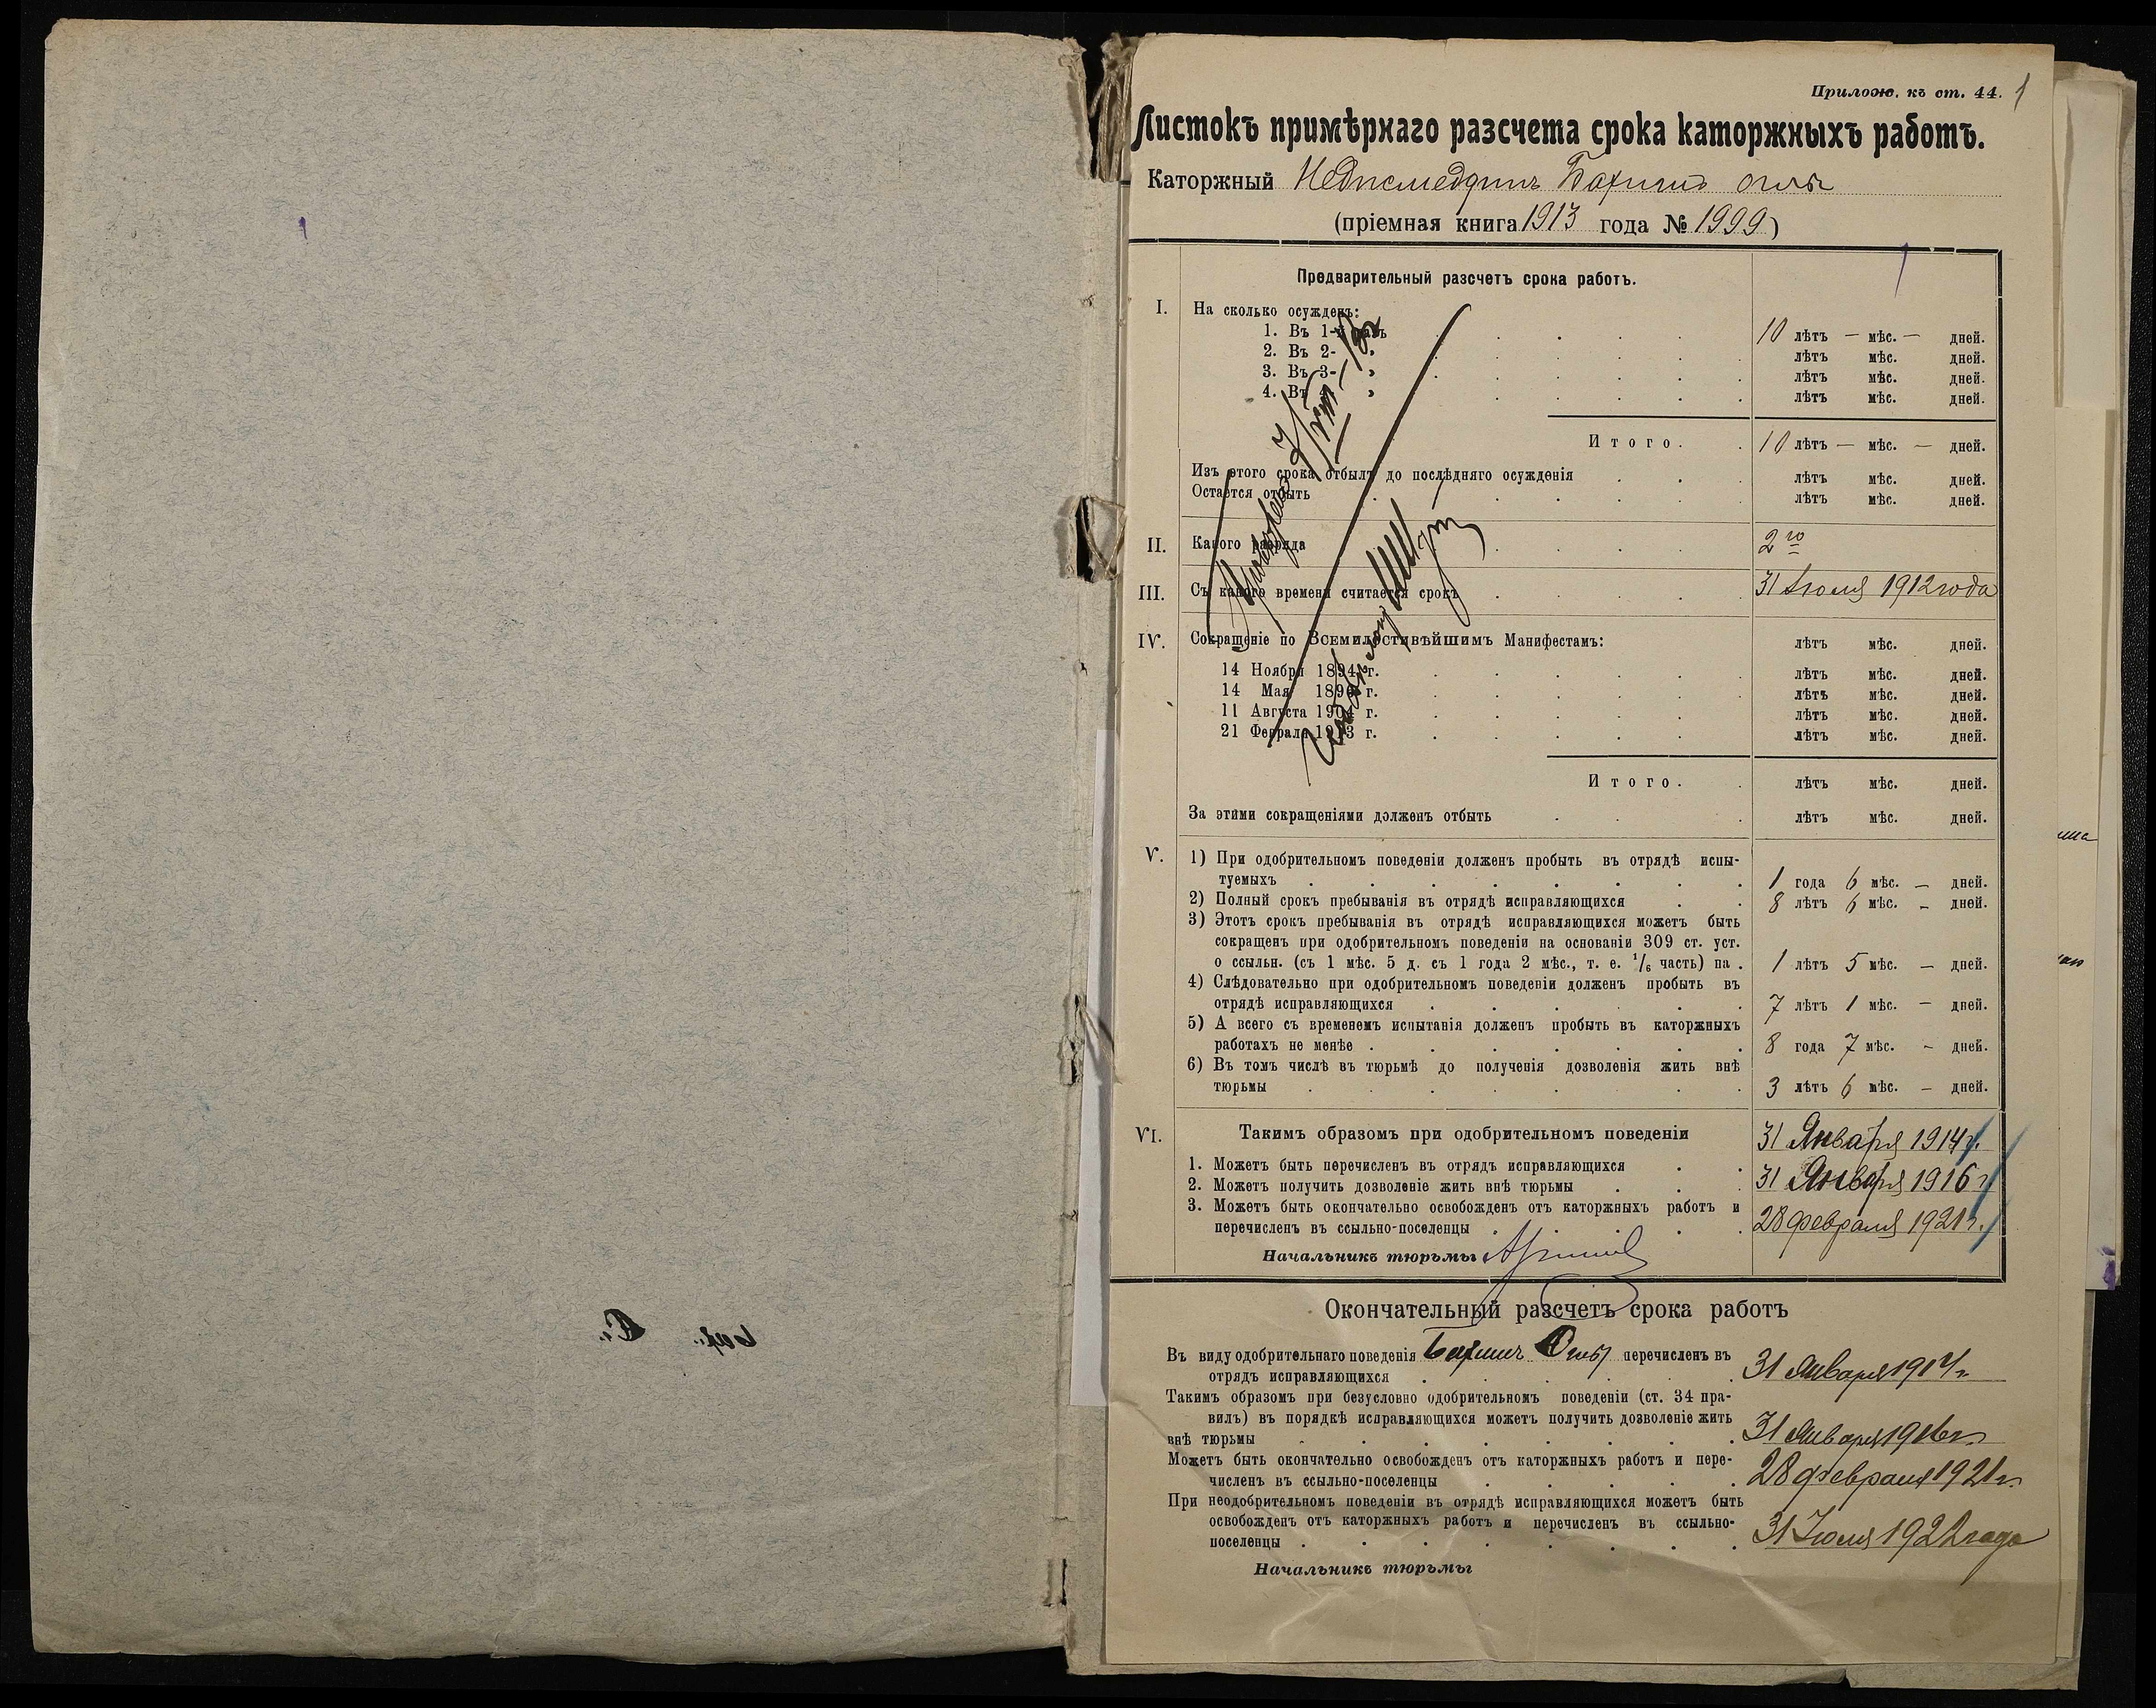 Прилож. къ ст. 44. 1
Листокъ примѣрнаго разсчета срока каторжныхъ работъ.
Каторжный Бахшиъ оглы
(пріемная книга 1913 года № 1999)
Предварительный разсчетъ срока работъ.
I. На сколько осужденъ:
1. Въ 1-й разъ 10 лѣтъ — мѣс. — дней.
2. Въ 2- „ лѣтъ мѣс. дней.
3. Въ 3- „ лѣтъ мѣс. дней.
4. Въ „ лѣтъ мѣс. дней.
Итого. 10 лѣтъ — мѣс. — дней.
Изъ этого срока отбылъ до послѣдняго осужденія лѣтъ мѣс. дней.
Остается отбыть лѣтъ мѣс. дней.
II. Какого разряда 2го
III. Съ какого времени считается срокъ 31 Іюля 1912 года
IV. Сокращеніе по Всемилостивѣйшимъ Манифестамъ: лѣтъ мѣс. дней.
14 Ноября 1894 г. лѣтъ мѣс. дней.
14 Мая 1896 г. лѣтъ мѣс. дней.
11 Августа 1904 г. лѣтъ мѣс. дней.
21 Февраля 1913 г. лѣтъ мѣс. дней.
Итого. лѣтъ мѣс. дней.
За этими сокращеніями долженъ отбыть лѣтъ мѣс. дней.
V. 1) При одобрительномъ поведеніи долженъ пробыть въ отрядѣ испы-
туемыхъ 1 года 6 мѣс. — дней.
2) Полный срокъ пребыванія въ отрядѣ исправляющихся 8 лѣтъ 6 мѣс. — дней.
3) Этотъ срокъ пребыванія въ отрядѣ исправляющихся можетъ быть
сокращенъ при одобрительномъ поведеніи на основаніи 309 ст. уст.
о ссыльн. (съ 1 мѣс. 5 д. съ 1 года 2 мѣс., т. е. 1/6 часть) на 1 лѣтъ 5 мѣс. — дней.
4) Слѣдовательно при одобрительномъ поведеніи долженъ пробыть въ
отрядѣ исправляющихся 7 лѣтъ 1 мѣс. — дней.
5) А всего съ временемъ испытанія долженъ пробыть въ каторжныхъ
работахъ не менѣе 8 года 7 мѣс. — дней.
6) Въ томъ числѣ въ тюрьмѣ до полученія дозволенія жить внѣ
тюрьмы 3 лѣтъ 6 мѣс. — дней.
VI. Такимъ образомъ при одобрительномъ поведеніи 31 Января 1914 г.
1. Можетъ быть перечисленъ въ отрядъ исправляющихся
2. Можетъ получить дозволеніе жить внѣ тюрьмы 31 Января 1916 г
3. Можетъ быть окончательно освобожденъ отъ каторжныхъ работъ и
перечисленъ въ ссыльно-поселенцы 28 февраля 1921 г.
Начальникъ тюрьмы
Окончательный разсчетъ срока работъ
Въ виду одобрительнаго поведенія Бахшиъ Оглы перечисленъ въ
отрядъ исправляющихся 31 Января 1914 г.
Такимъ образомъ при безусловно одобрительномъ поведеніи (ст. 34 пра-
вилъ) въ порядкѣ исправляющихся можетъ получить дозволеніе жить
внѣ тюрьмы 31 Января 1916 г.
Можетъ быть окончательно освобожденъ отъ каторжныхъ работъ и пере-
численъ въ ссыльно-поселенцы 28 февраля 1921 г.
При неодобрительномъ поведеніи въ отрядѣ исправляющихся можетъ быть
освобожденъ отъ каторжныхъ работъ и перечисленъ въ ссыльно-
поселенцы 31 Іюля 1922 года
Начальникъ тюрьмы